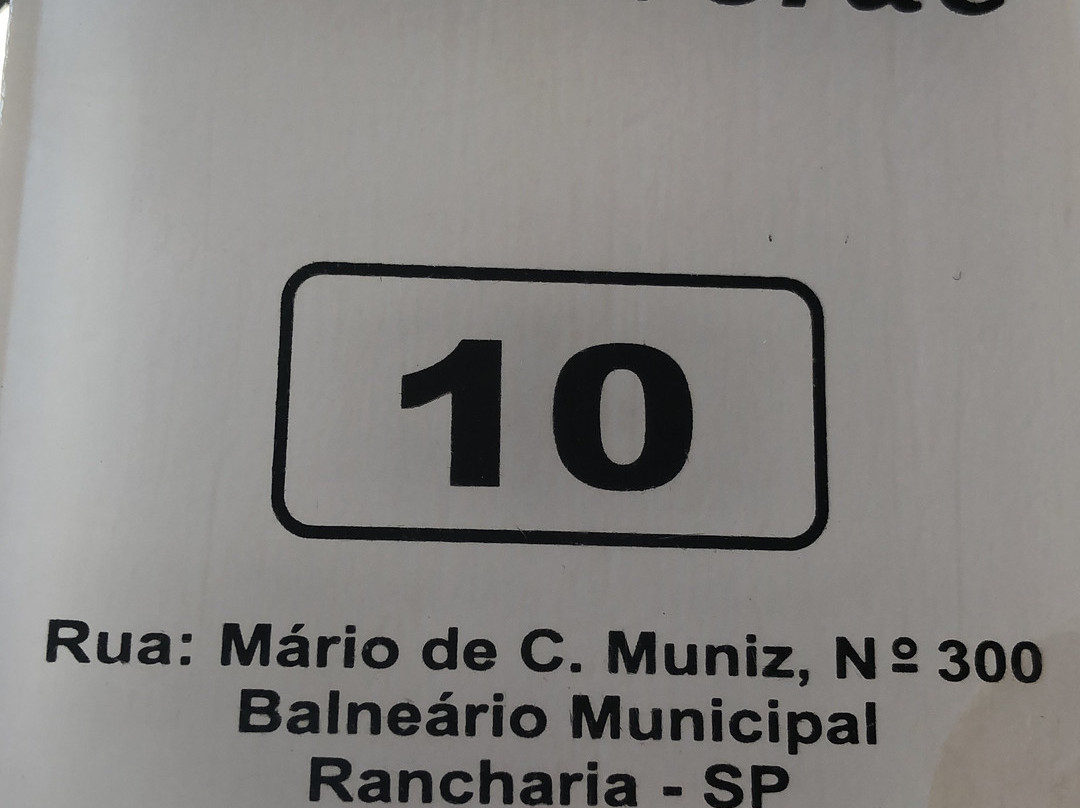 10
Rua: Mário de C. Muniz, Nº 300
Balneário Municipal
Rancharia - SP